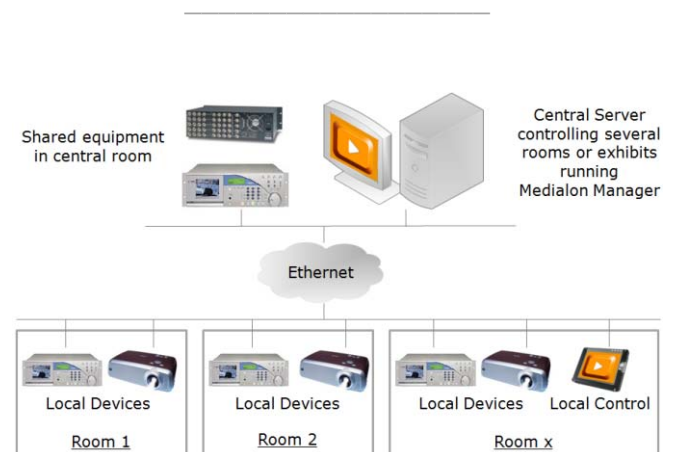 Shared equipment
in central room
Central Server
controlling several
rooms or exhibits
running
Medialon Manager
Ethernet
Local Devices
Room 1
Local Devices
Room 2
Local Devices
Local Control
Room x